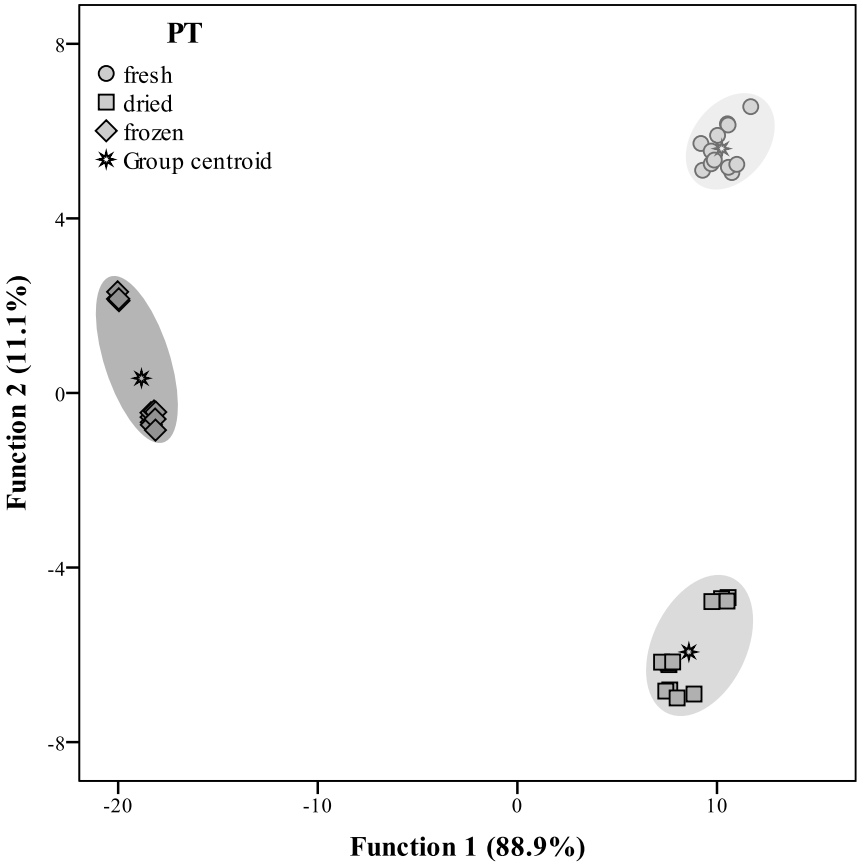 PT
fresh
dried
frozen
Group centroid
8
4
0
-4
-8
Function 2 (11.1%)
-20
-10
0
10
Function 1 (88.9%)